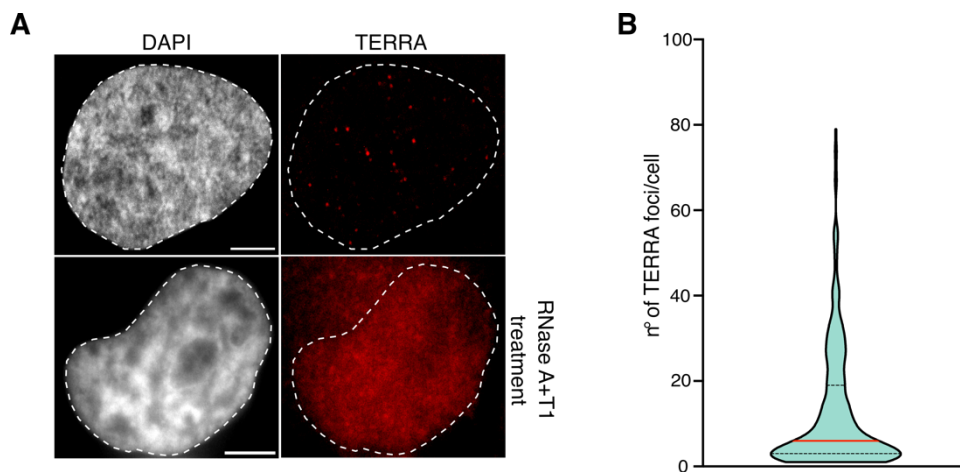 A
DAPI
TERRA
RNase A+T1
treatment
B
nº of TERRA foci/cell
100
80
60
40
20
0